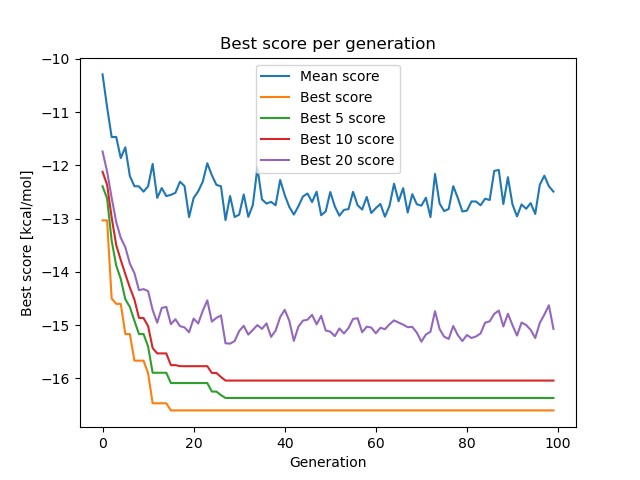 Best score per generation
Mean score
Best score
Best 5 score
Best 10 score
Best 20 score
Best score [kcal/mol]
−10
−11
−12
−13
−14
−15
−16
0 20 40 60 80 100
Generation